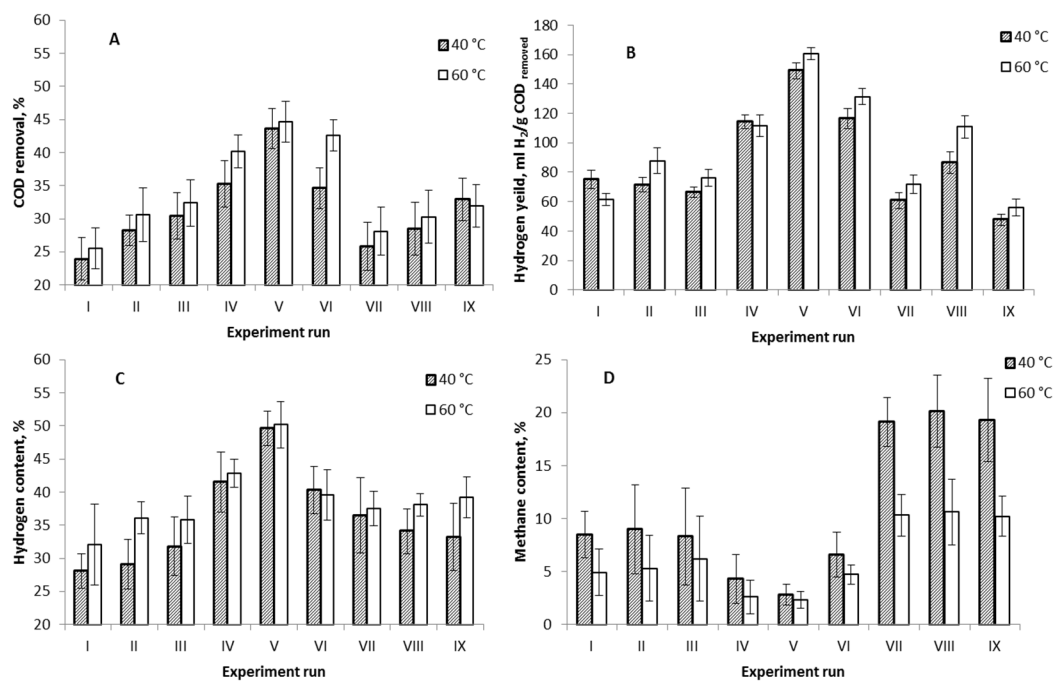 A
COD removal, %
60
55
50
45
40
35
30
25
20
40 °C
60 °C
I II III IV V VI VII VIII IX
Experiment run
B
Hydrogen yeild, ml H2/g COD removed
180
160
140
120
100
80
60
40
20
0
40 °C
60 °C
I II III IV V VI VII VIII IX
Experiment run
C
Hydrogen content, %
60
55
50
45
40
35
30
25
20
40 °C
60 °C
I II III IV V VI VII VIII IX
Experiment run
D
Methane content, %
25
20
15
10
5
0
40 °C
60 °C
I II III IV V VI VII VIII IX
Experiment run